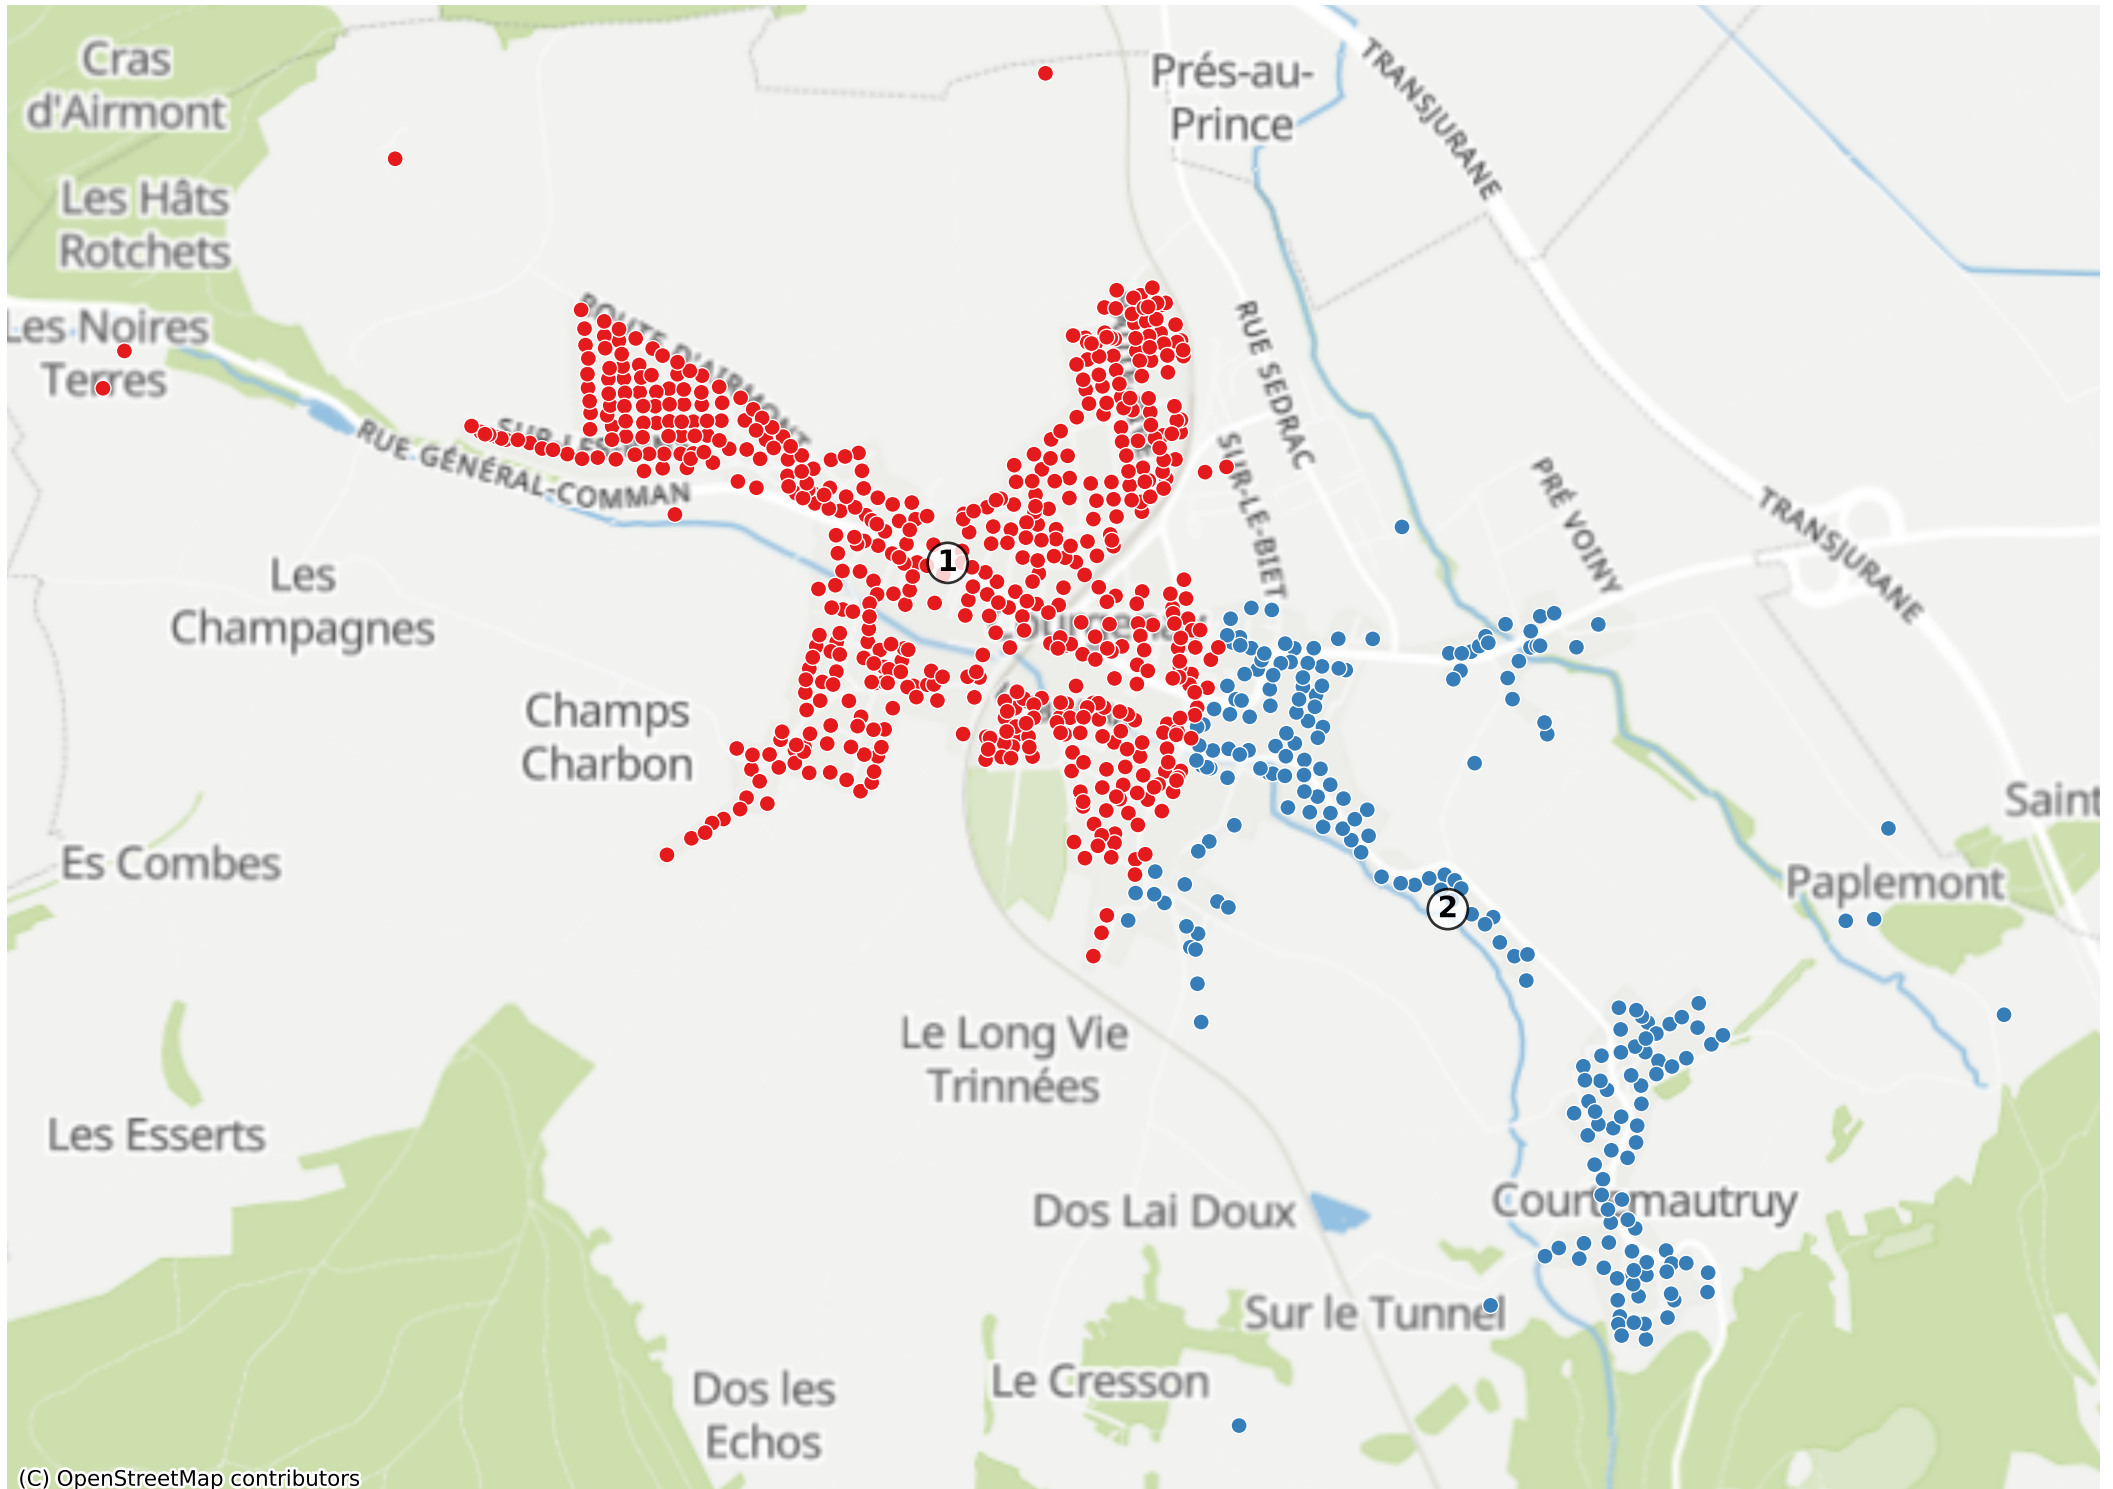 Cras
d'Airmont
Prés-au-
Prince
TRANSJURANE
Les Hâts
Rotchets
Les Noires
Terres
RUE SEDRAC
RUE GÉNÉRAL-COMMAN
SUR-LE-BIET
PRÉ VOINY
TRANSJURANE
1
Les
Champagnes
Champs
Charbon
Saint
Es Combes
Paplemont
2
Le Long Vie
Trinnées
Les Esserts
Dos Lai Doux
Courtemautruy
Sur le Tunnel
Le Cresson
Dos les
Echos
(C) OpenStreetMap contributors